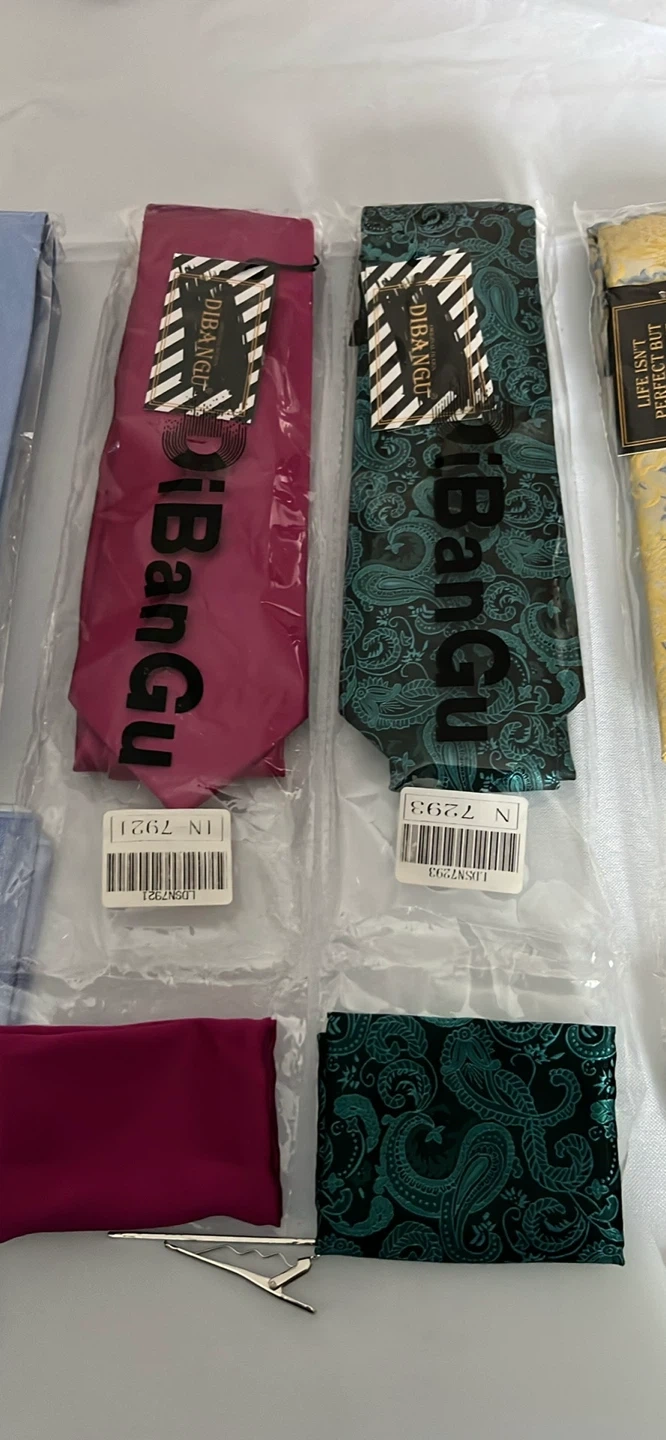 DIBANGU
DiBanGu
IN-7921
LDSN7921
DIBANGU
DiBanGu
N 7293
LDSN7293
LIFE ISN'T
PERFECT BUT